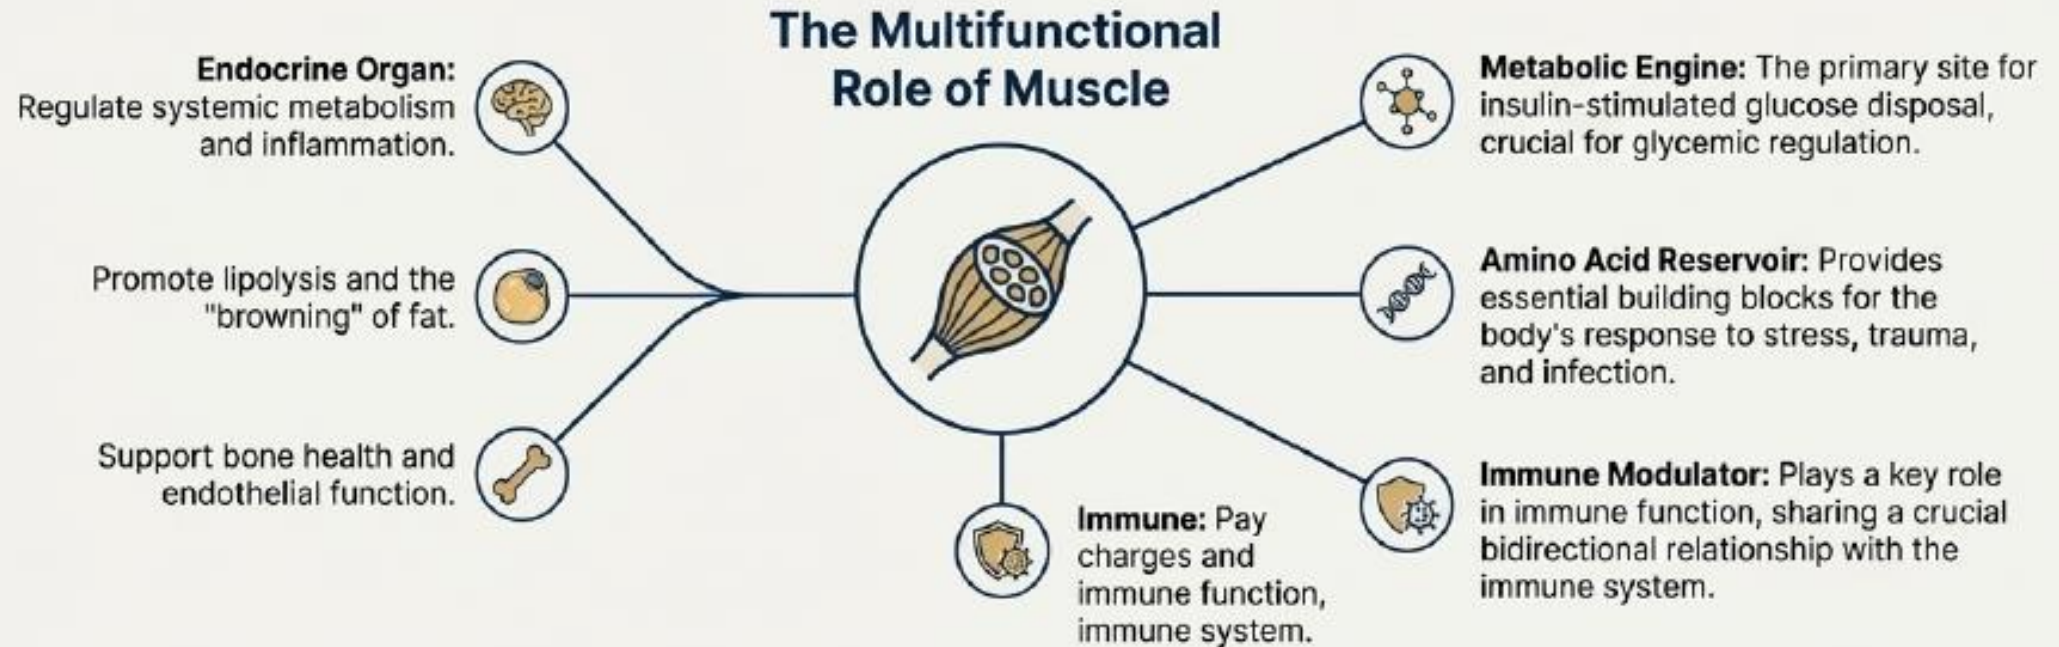 The Multifunctional
Role of Muscle
Endocrine Organ:
Regulate systemic metabolism
and inflammation.
Promote lipolysis and the
"browning" of fat.
Support bone health and
endothelial function.
Immune: Pay
charges and
immune function,
immune system.
Metabolic Engine: The primary site for
insulin-stimulated glucose disposal,
crucial for glycemic regulation.
Amino Acid Reservoir: Provides
essential building blocks for the
body's response to stress, trauma,
and infection.
Immune Modulator: Plays a key role
in immune function, sharing a crucial
bidirectional relationship with the
immune system.